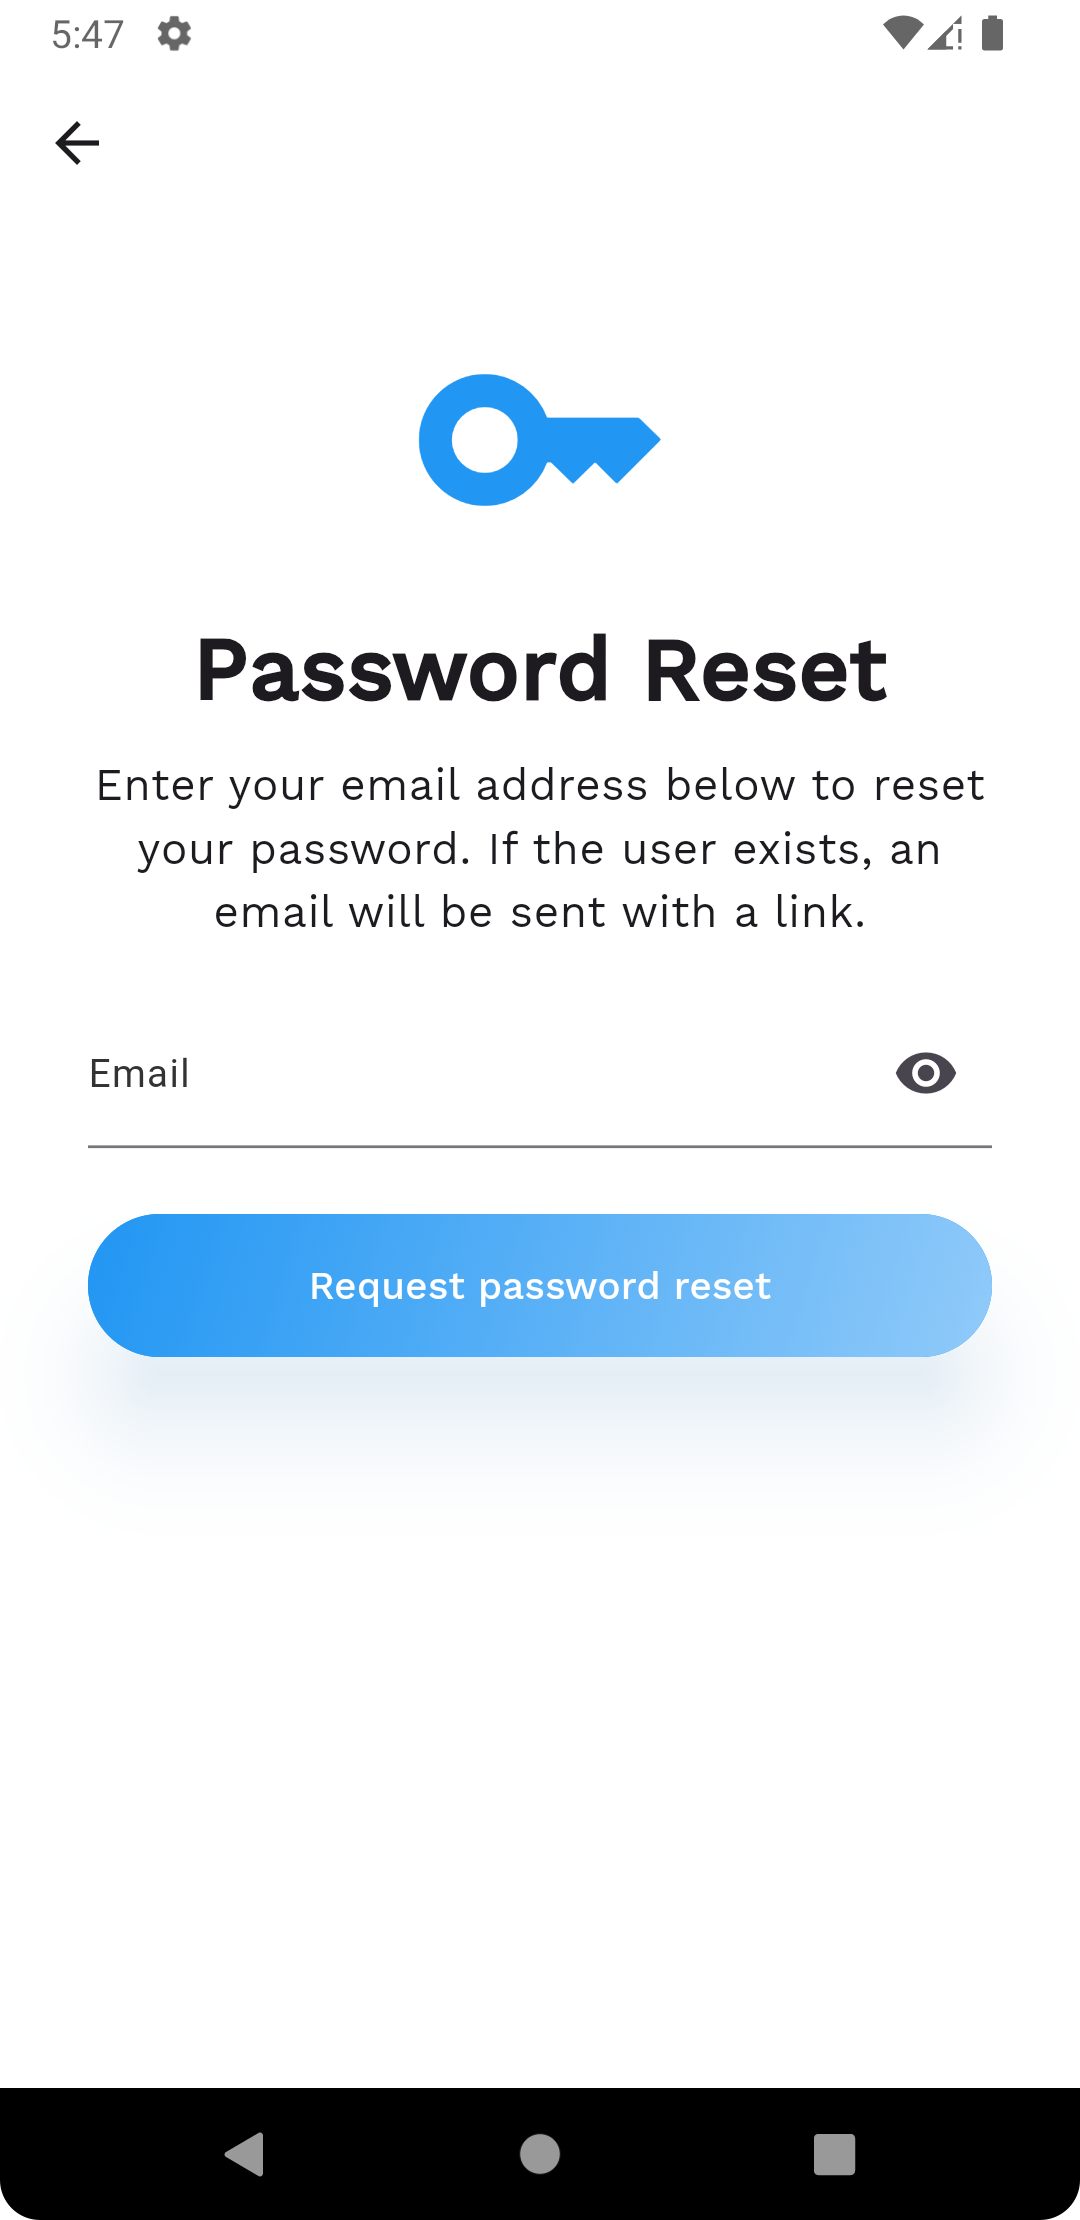 5:47
Password Reset
Enter your email address below to reset
your password. If the user exists, an
email will be sent with a link.
Email
Request password reset